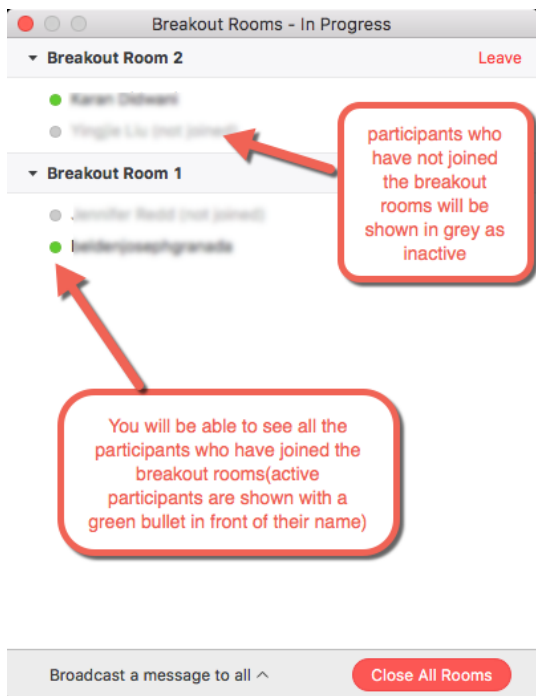 Breakout Rooms - In Progress
Breakout Room 2
Leave
participants who
have not joined
the breakout
rooms will be
shown in grey as
inactive
Breakout Room 1
You will be able to see all the
participants who have joined the
breakout rooms(active
participants are shown with a
green bullet in front of their name)
Broadcast a message to all
Close All Rooms